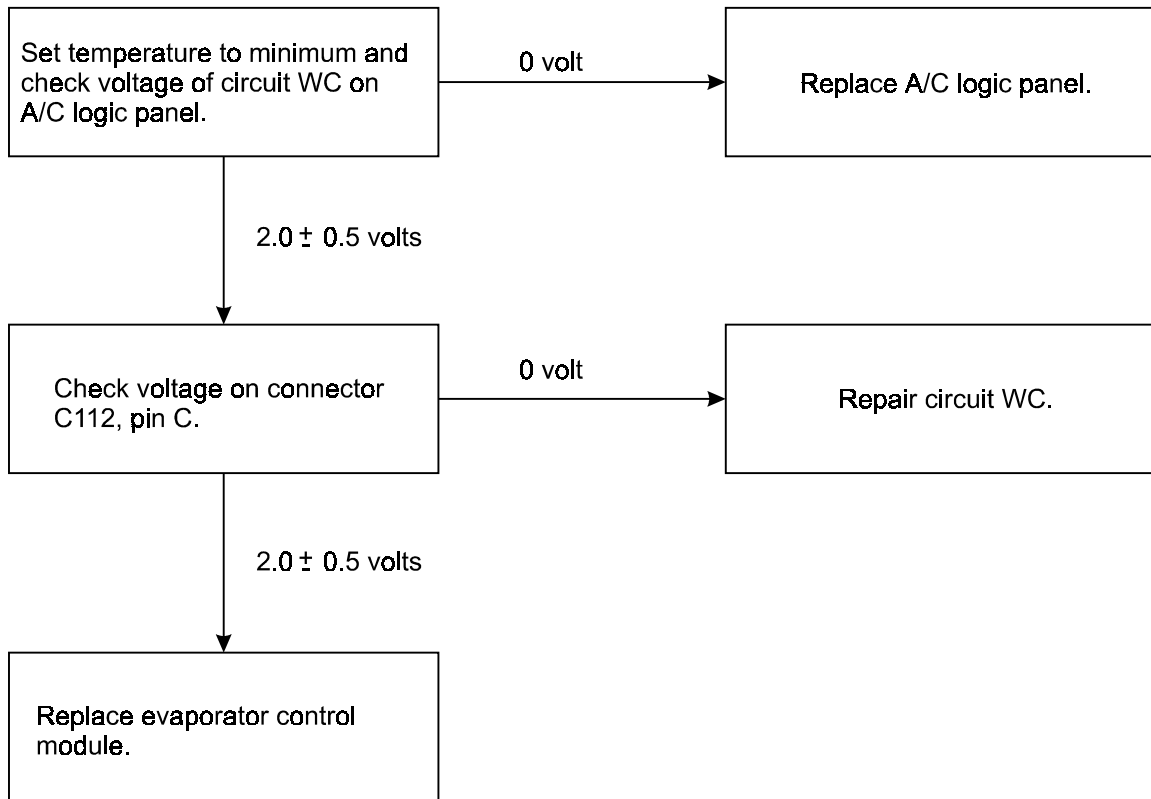 Set temperature to minimum and
check voltage of circuit WC on
A/C logic panel.
0 volt
Replace A/C logic panel.
2.0 ± 0.5 volts
Check voltage on connector
C112, pin C.
0 volt
Repair circuit WC.
2.0 ± 0.5 volts
Replace evaporator control
module.